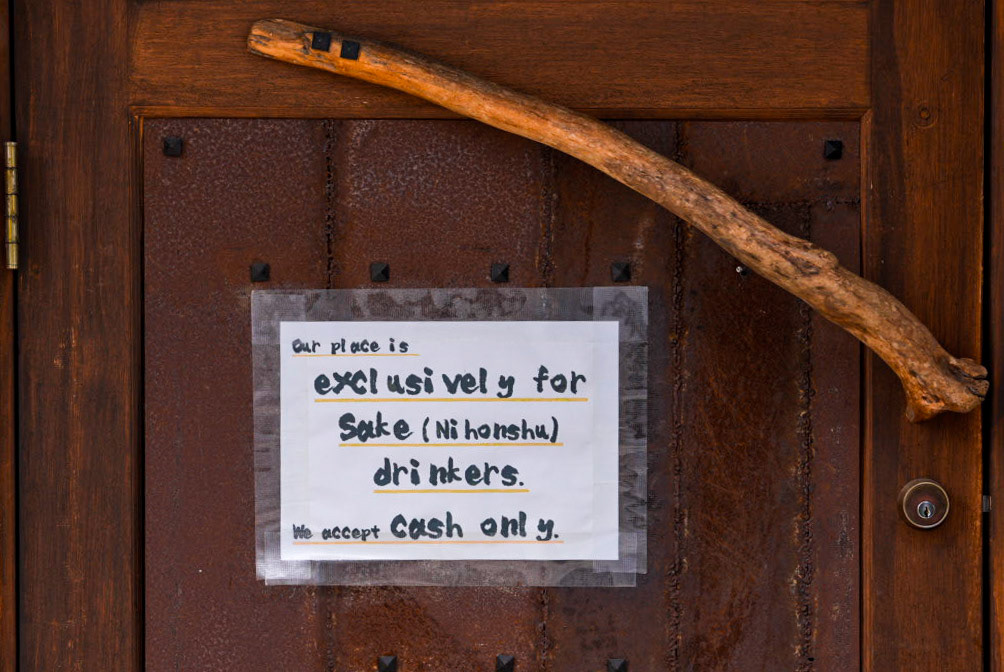 Our place is
exclusively for
Sake (Nihonshu)
drinkers.
We accept Cash only.